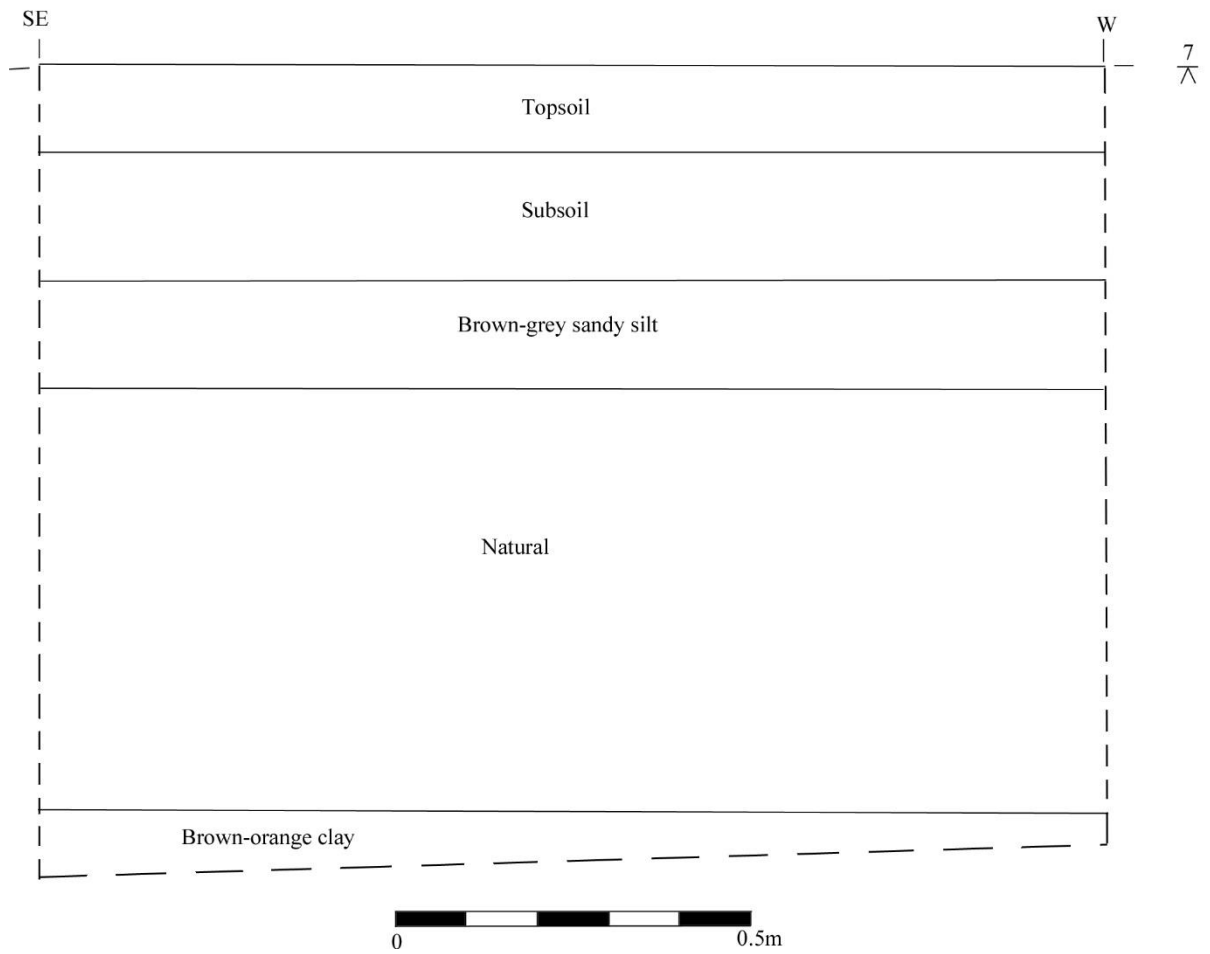 SE
W
7
Topsoil
Subsoil
Brown-grey sandy silt
Natural
Brown-orange clay
0
0.5m